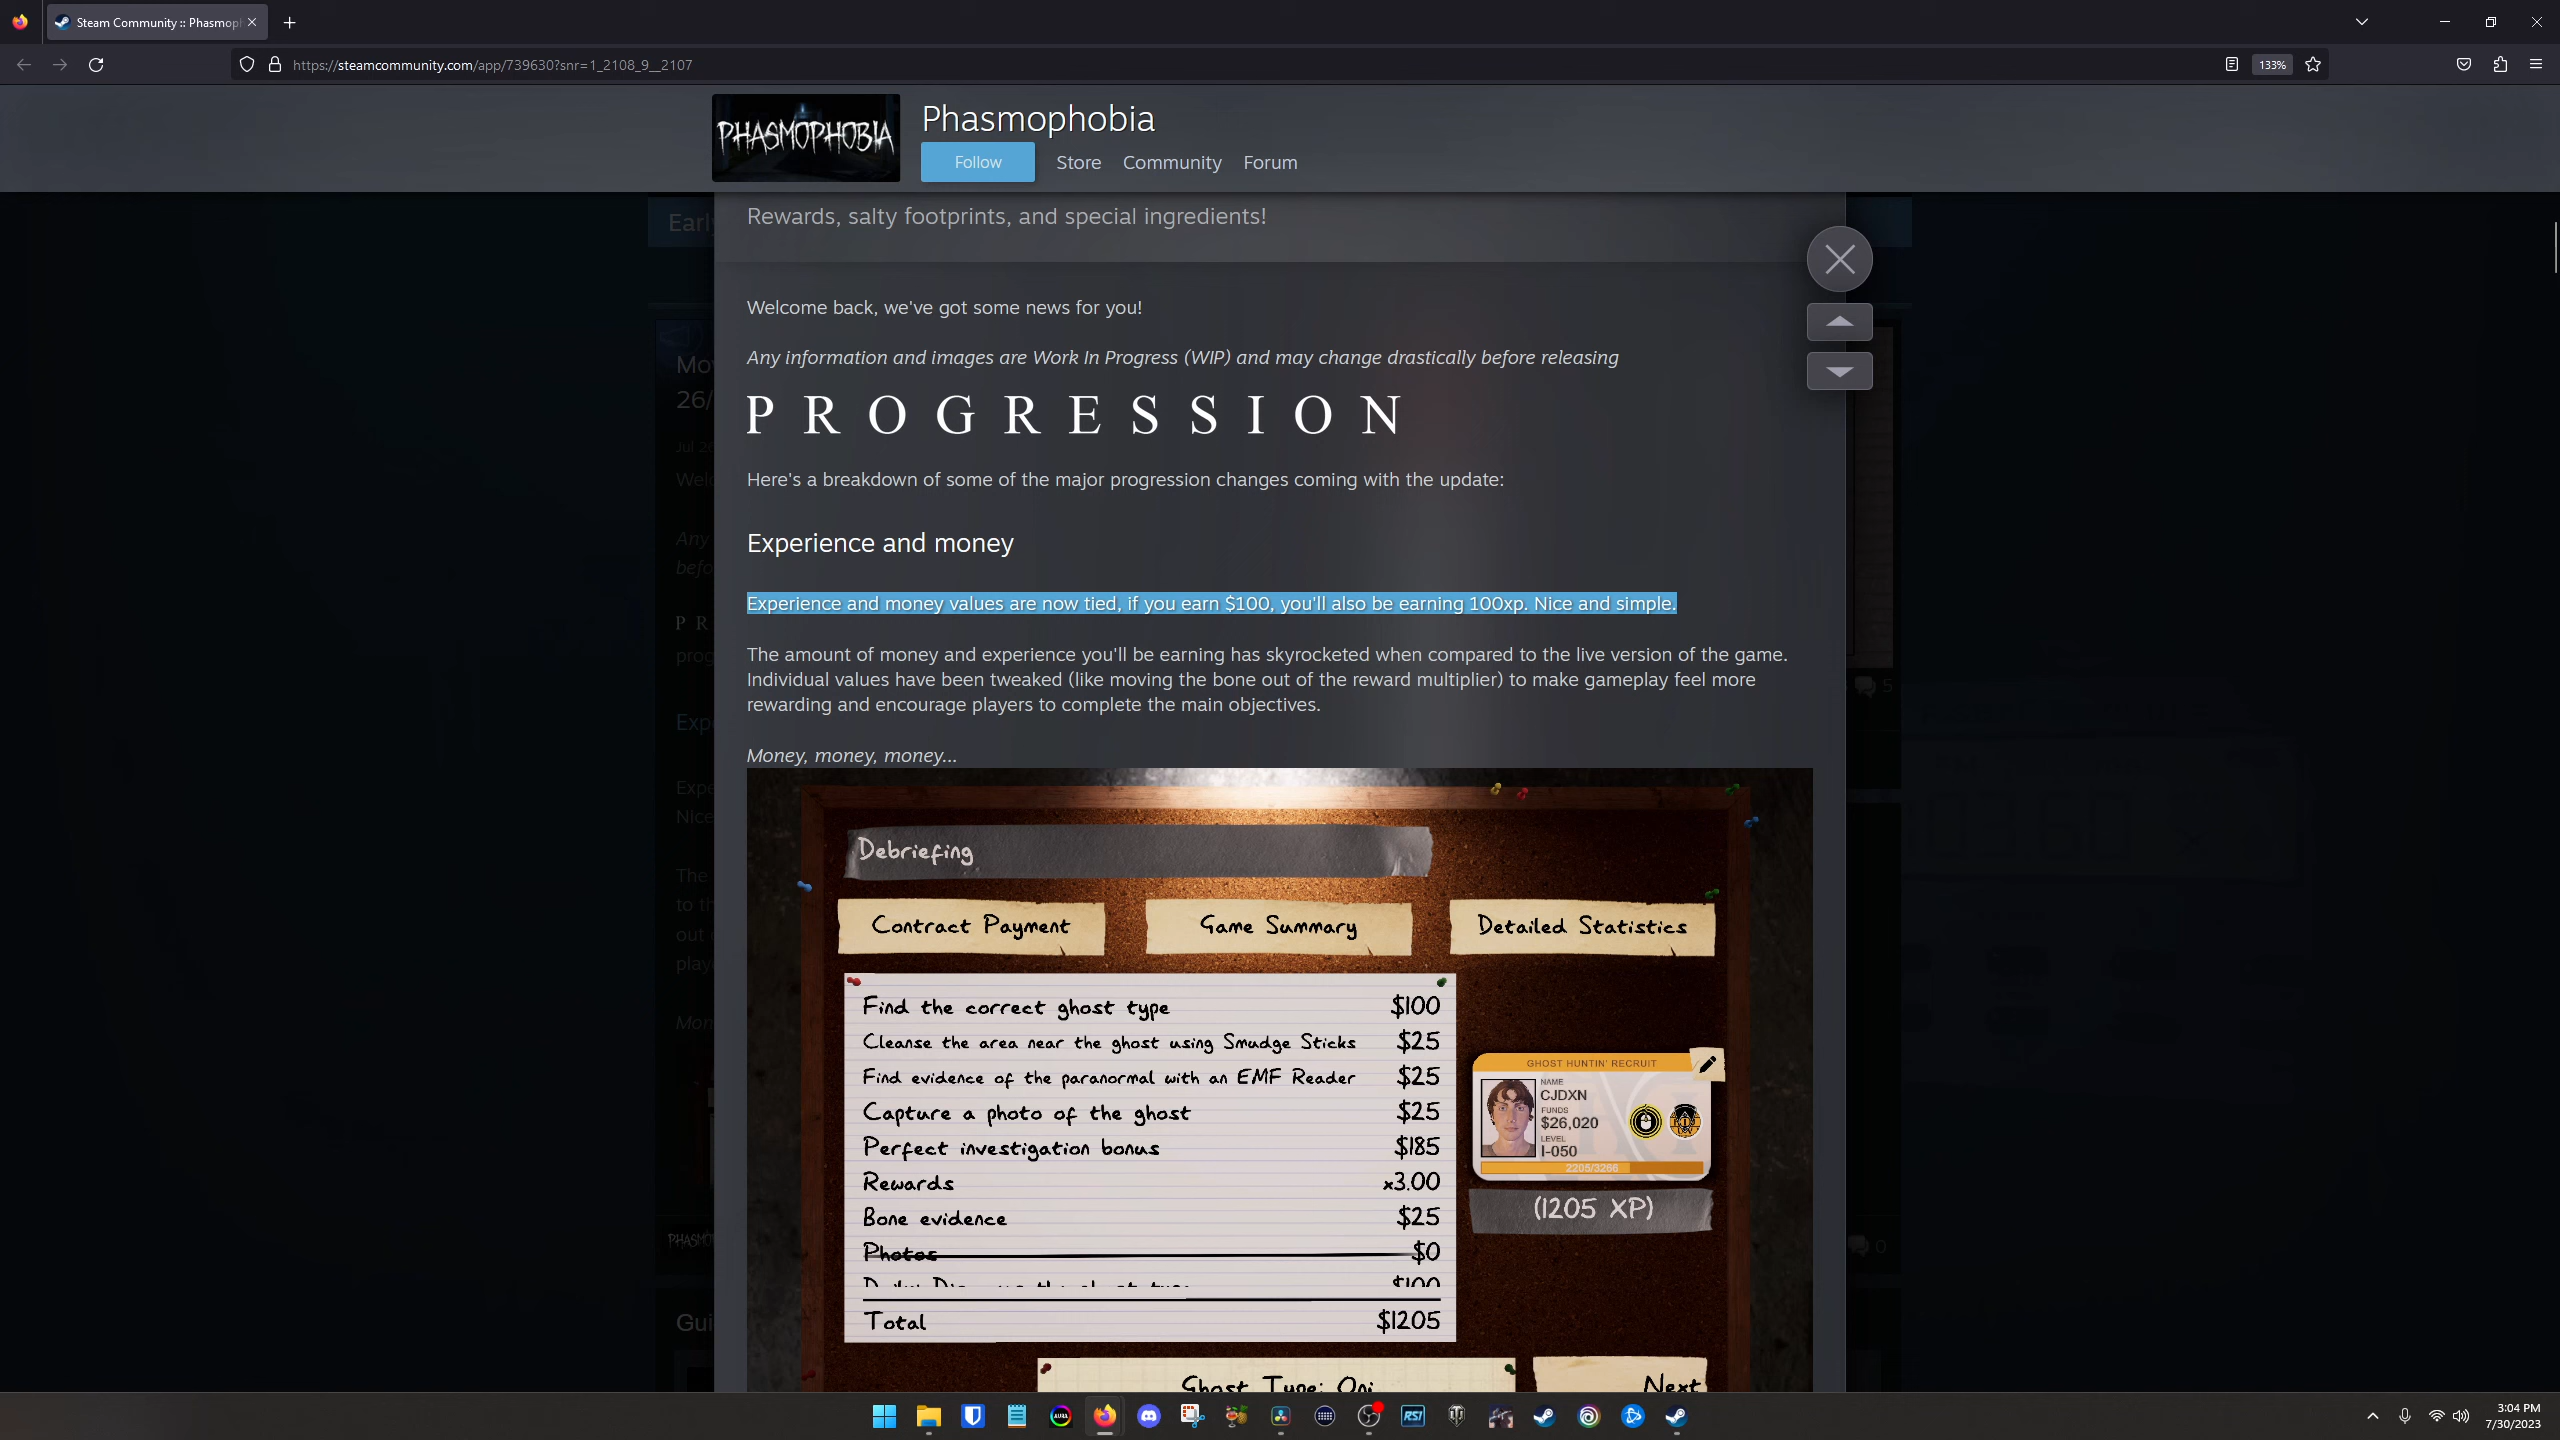 Steam Community :: Phasmoph
https://steamcommunity.com/app/739630?snr=1_2108_9__2107
133%
PHASMOPHOBIA
Phasmophobia
Follow
Store
Community
Forum
Rewards, salty footprints, and special ingredients!
Welcome back, we've got some news for you!
Any information and images are Work In Progress (WIP) and may change drastically before releasing
P R O G R E S S I O N
Here's a breakdown of some of the major progression changes coming with the update:
Experience and money
Experience and money values are now tied, if you earn $100, you'll also be earning 100xp. Nice and simple.
The amount of money and experience you'll be earning has skyrocketed when compared to the live version of the game.
Individual values have been tweaked (like moving the bone out of the reward multiplier) to make gameplay feel more
rewarding and encourage players to complete the main objectives.
Money, money, money...
Debriefing
Contract Payment
Game Summary
Detailed Statistics
Find the correct ghost type $100
Cleanse the area near the ghost using Smudge Sticks $25
Find evidence of the paranormal with an EMF Reader $25
Capture a photo of the ghost $25
Perfect investigation bonus $185
Rewards x3.00
Bone evidence $25
Photos $0
$100
Total $1205
GHOST HUNTIN' RECRUIT
NAME
CJDXN
FUNDS
$26,020
LEVEL
I-050
2205/3266
(1205 XP)
Ghost Type: Oni
Next
RSI
3:04 PM
7/30/2023